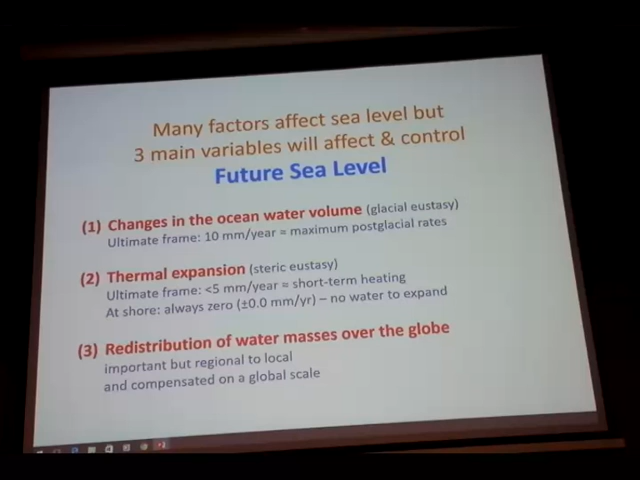 Many factors affect sea level but
3 main variables will affect & control
Future Sea Level
(1) Changes in the ocean water volume (glacial eustasy)
Ultimate frame: 10 mm/year = maximum postglacial rates
(2) Thermal expansion (steric eustasy)
Ultimate frame: <5 mm/year = short-term heating
At shore: always zero (±0.0 mm/yr) – no water to expand
(3) Redistribution of water masses over the globe
important but regional to local
and compensated on a global scale